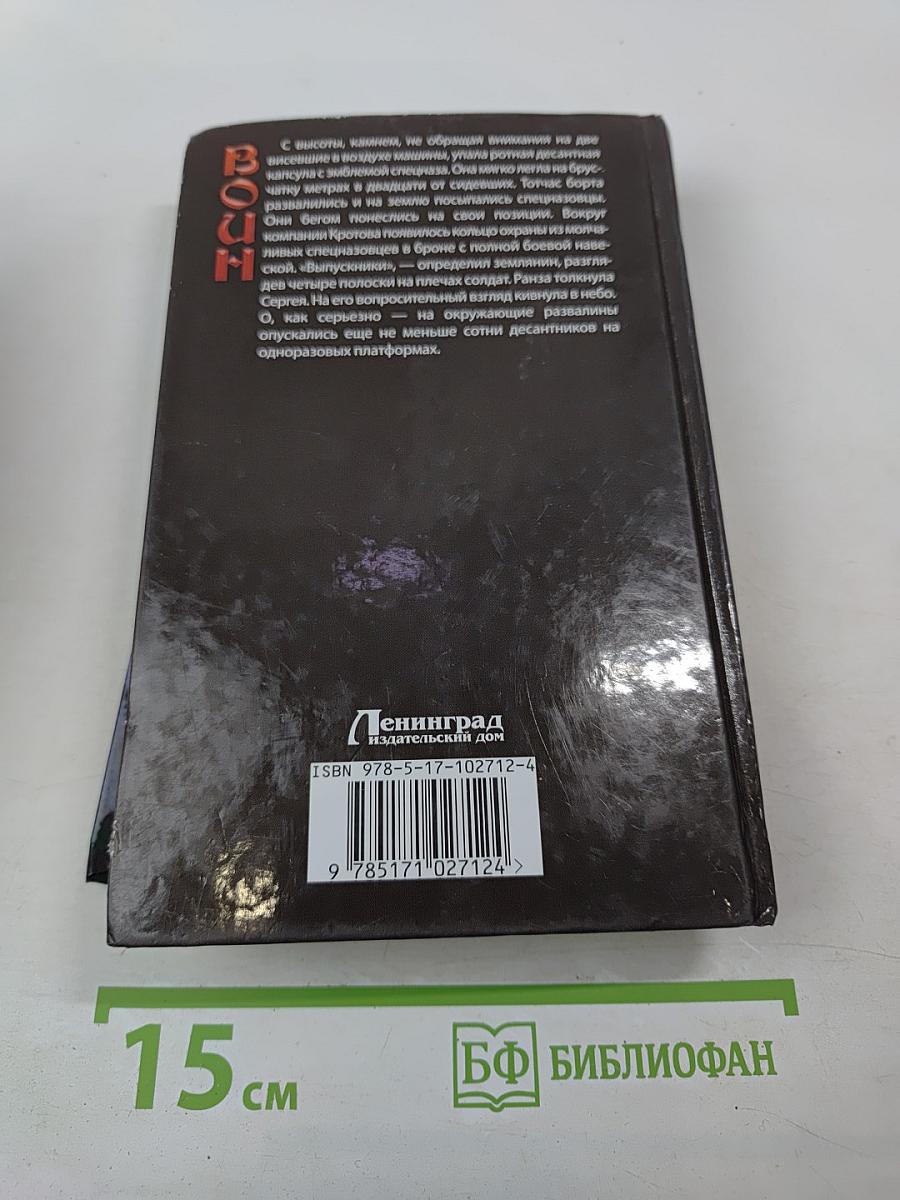 ВОИН
С высоты, камнем, не обращая внимания на две
висевшие в воздухе машины, упала ротная десантная
капсула с эмблемой спецназа. Она мягко легла на брус-
чатку метрах в двадцати от сидевших. Тотчас борта
развалились и на землю посыпались спецназовцы.
Они бегом понеслись на свои позиции. Вокруг
компании Кротова появилось кольцо охраны из молча-
ливых спецназовцев в броне с полной боевой наве-
ской. «Выпускники», — определил землянин, разгля-
дев четыре полоски на плечах солдат. Ранза толкнула
Сергея. На его вопросительный взгляд кивнула в небо.
О, как серьезно — на окружающие развалины
опускались еще не меньше сотни десантников на
одноразовых платформах.
Ленинград
издательский дом
ISBN 978-5-17-102712-4
9 785171 027124 >
15 см
БФ БИБЛИОФАН